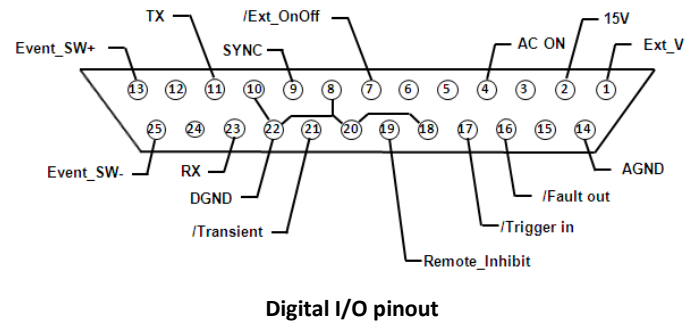 /Ext_OnOff
TX
15V
SYNC
AC ON
Ext_V
Event_SW+
13 12 11 10 9 8 7 6 5 4 3 2 1
25 24 23 22 21 20 19 18 17 16 15 14
Event_SW-
RX
AGND
DGND
/Fault out
/Transient
/Trigger in
Remote_Inhibit
Digital I/O pinout